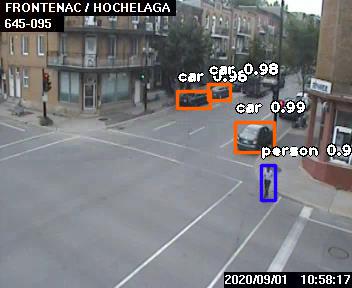 FRONTENAC / HOCHELAGA
645-095
car 0.98
car 0.98
car 0.99
person 0.9
2020/09/01 10:58:17